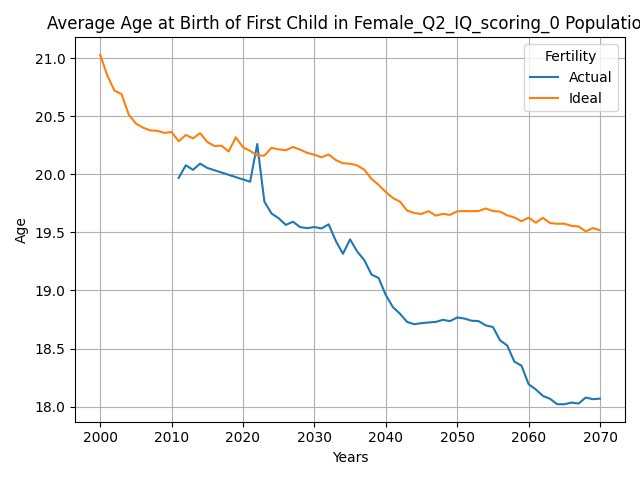 Average Age at Birth of First Child in Female_Q2_IQ_scoring_0 Populatio
Fertility
Actual
Ideal
21.0
20.5
20.0
19.5
19.0
18.5
18.0
Age
2000 2010 2020 2030 2040 2050 2060 2070
Years